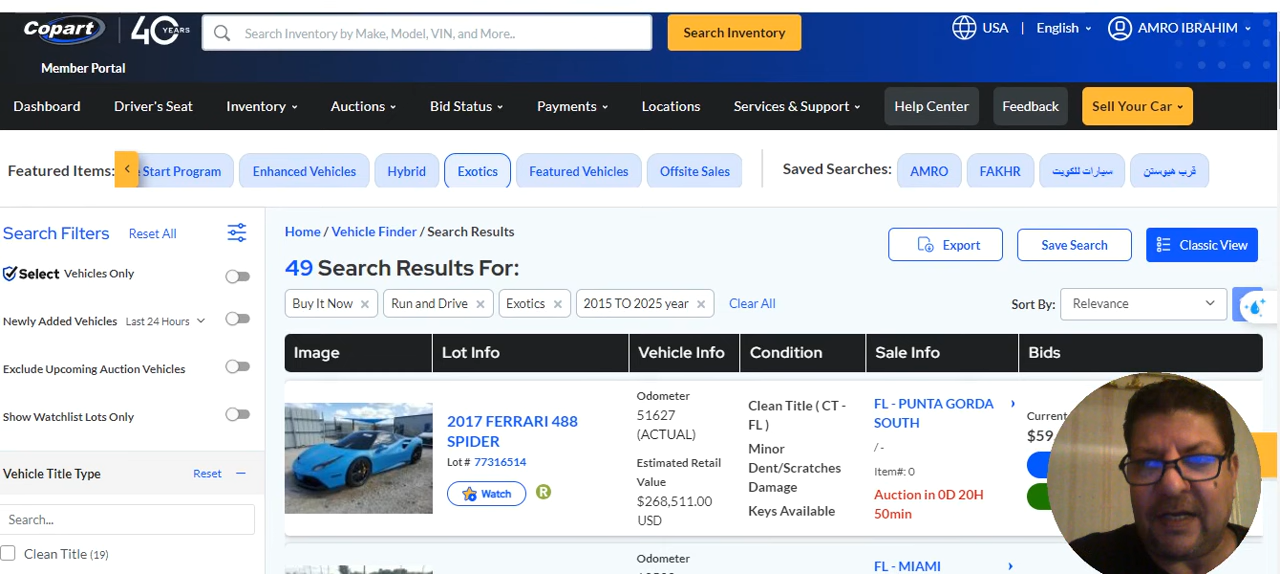 Copart 40 YEARS
Search Inventory by Make, Model, VIN, and More..
Search Inventory
USA | English
AMRO IBRAHIM
Member Portal
Dashboard
Driver's Seat
Inventory
Auctions
Bid Status
Payments
Locations
Services & Support
Help Center
Feedback
Sell Your Car
Featured Items:
Start Program
Enhanced Vehicles
Hybrid
Exotics
Featured Vehicles
Offsite Sales
Saved Searches:
AMRO
FAKHR
سيارات للكويت
قرب هيوستن
Search Filters
Reset All
Select Vehicles Only
Newly Added Vehicles Last 24 Hours
Exclude Upcoming Auction Vehicles
Show Watchlist Lots Only
Vehicle Title Type
Reset
Search...
Clean Title (19)
Home / Vehicle Finder / Search Results
Export
Save Search
Classic View
49 Search Results For:
Buy It Now
Run and Drive
Exotics
2015 TO 2025 year
Clear All
Sort By:
Relevance
Image
Lot Info
Vehicle Info
Condition
Sale Info
Bids
2017 FERRARI 488
SPIDER
Lot # 77316514
Watch
R
Odometer
51627
(ACTUAL)
Estimated Retail
Value
$268,511.00
USD
Clean Title ( CT -
FL )
Minor
Dent/Scratches
Damage
Keys Available
FL - PUNTA GORDA
SOUTH
/ -
Item#: 0
Auction in 0D 20H
50min
Current
$59
Odometer
FL - MIAMI